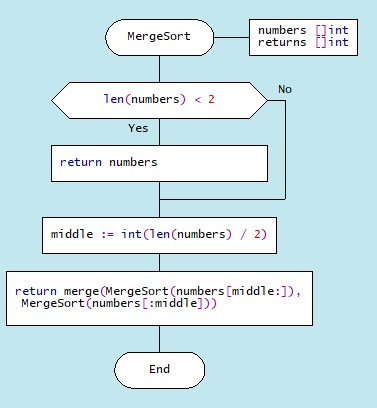 MergeSort
numbers []int
returns []int
len(numbers) < 2
No
Yes
return numbers
middle := int(len(numbers) / 2)
return merge(MergeSort(numbers[middle:]),
MergeSort(numbers[:middle]))
End